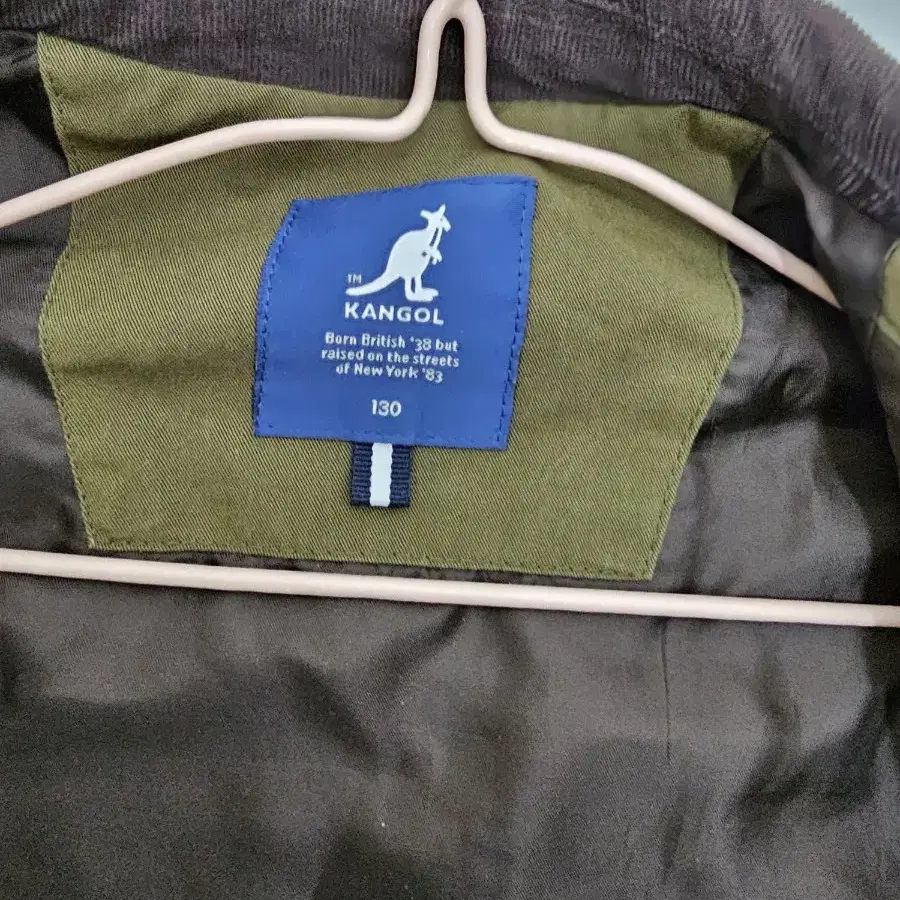 TM
KANGOL
Born British '38 but
raised on the streets
of New York '83
130